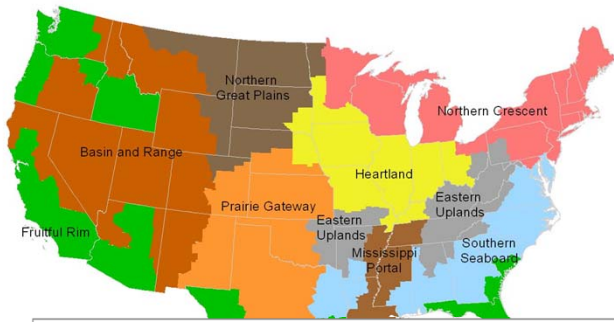 Northern
Great Plains
Northern Crescent
Basin and Range
Heartland
Prairie Gateway
Eastern
Uplands
Eastern
Uplands
Fruitful Rim
Mississippi
Portal
Southern
Seaboard